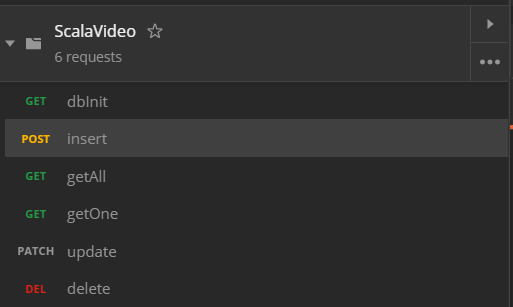 ScalaVideo
6 requests
GET dbInit
POST insert
GET getAll
GET getOne
PATCH update
DEL delete